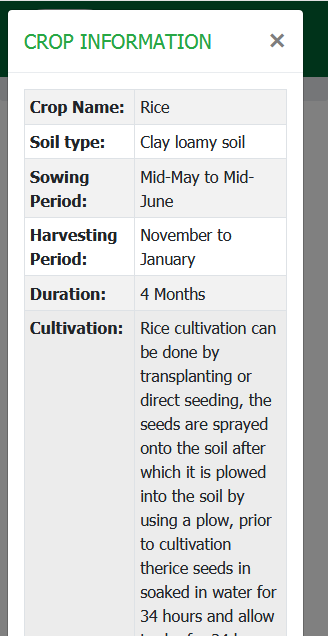 CROP INFORMATION ×
Crop Name: Rice
Soil type: Clay loamy soil
Sowing Period: Mid-May to Mid-
June
Harvesting Period: November to
January
Duration: 4 Months
Cultivation: Rice cultivation can
be done by
transplanting or
direct seeding, the
seeds are sprayed
onto the soil after
which it is plowed
into the soil by
using a plow, prior
to cultivation
therice seeds in
soaked in water for
34 hours and allow